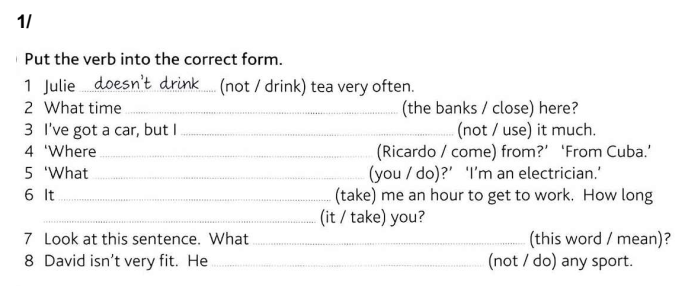 1/
Put the verb into the correct form.
1 Julie doesn't drink (not / drink) tea very often.
2 What time (the banks / close) here?
3 I've got a car, but I (not / use) it much.
4 'Where (Ricardo / come) from?' 'From Cuba.'
5 'What (you / do)?' 'I'm an electrician.'
6 It (take) me an hour to get to work. How long
(it / take) you?
7 Look at this sentence. What (this word / mean)?
8 David isn't very fit. He (not / do) any sport.